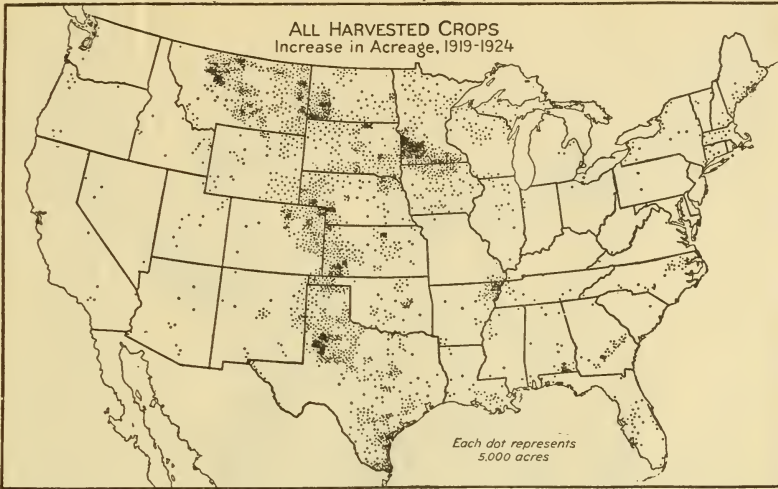 ALL HARVESTED CROPS
Increase in Acreage, 1919-1924
Each dot represents
5,000 acres